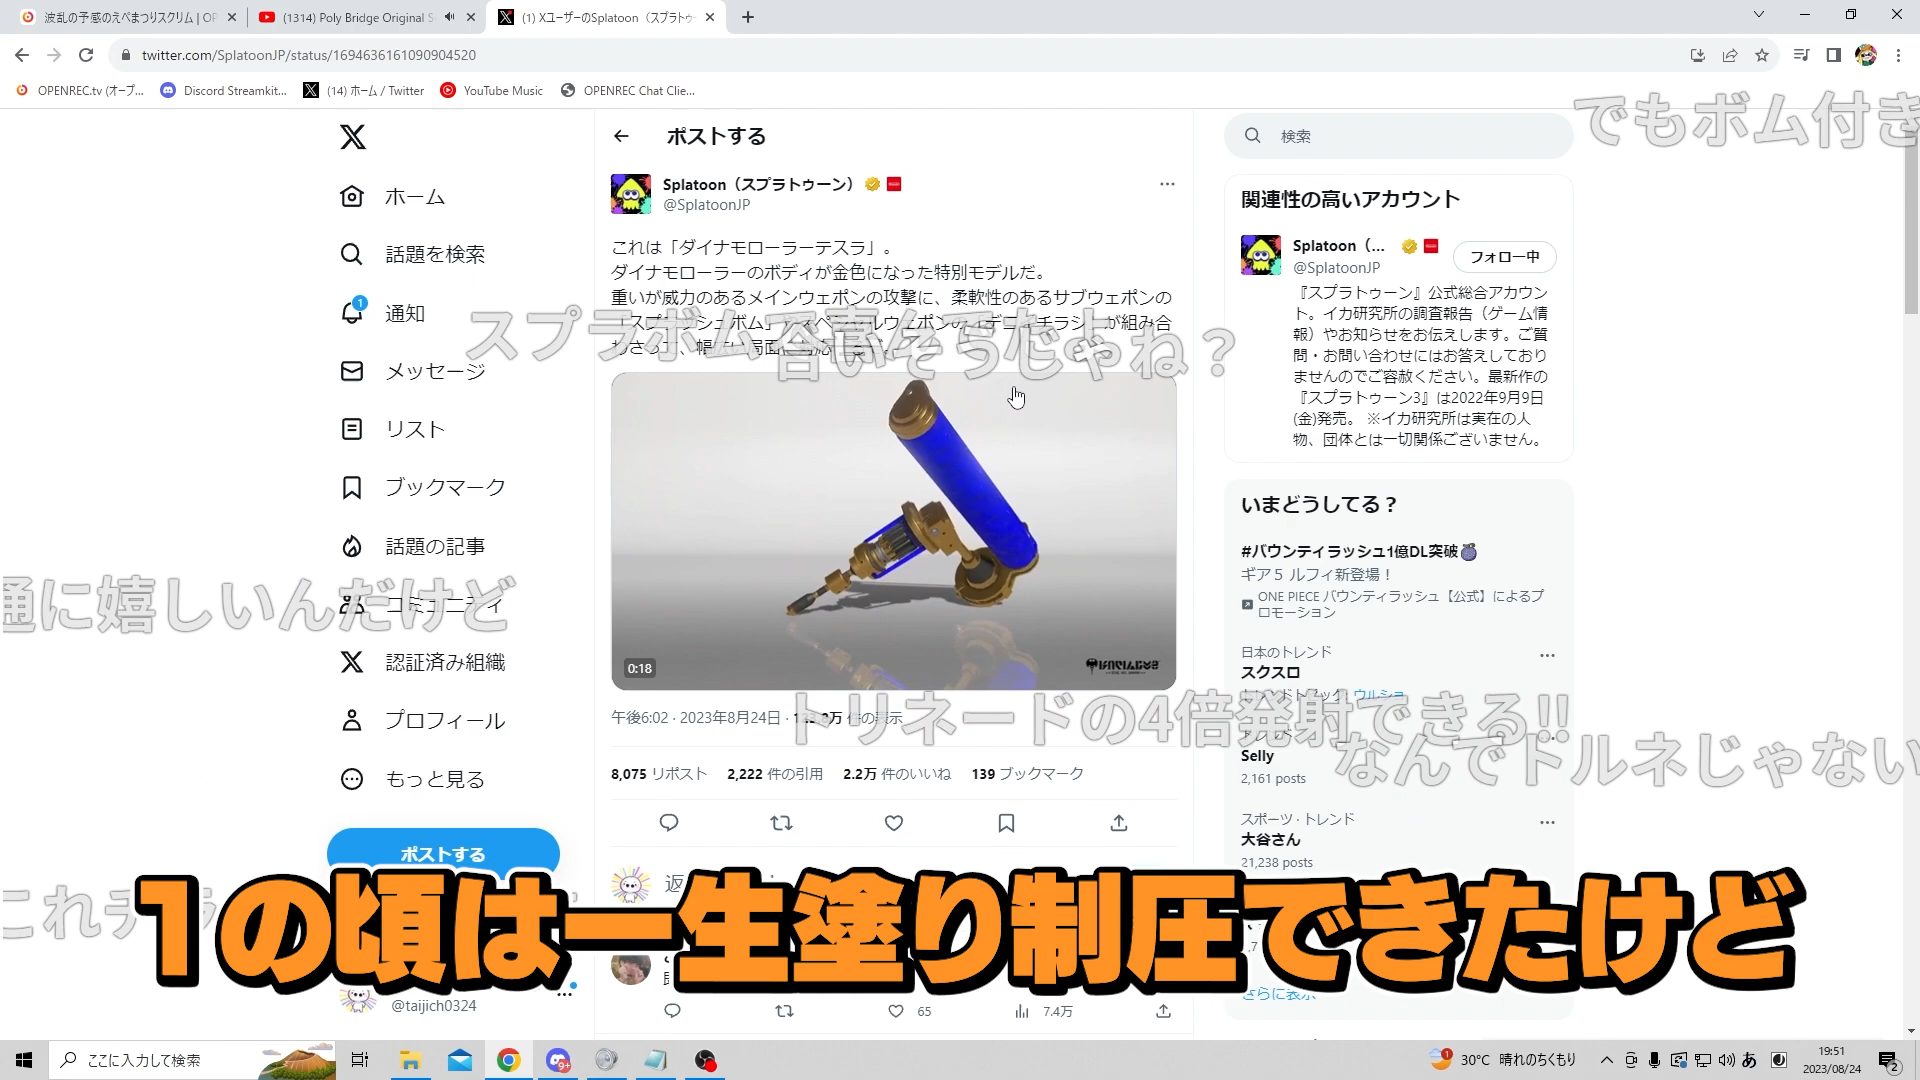 波乱の予感のえぺまつりスクリム | OP
(1314) Poly Bridge Original S
(1) XユーザーのSplatoon（スプラトゥー
twitter.com/SplatoonJP/status/1694636161090904520
OPENREC.tv (オープ...
Discord Streamkit...
(14) ホーム / Twitter
YouTube Music
OPENREC Chat Clie...
でもボム付き
ポストする
検索
ホーム
話題を検索
1
通知
メッセージ
リスト
ブックマーク
話題の記事
コミュニティ
認証済み組織
プロフィール
もっと見る
ポストする
@taijich0324
Splatoon（スプラトゥーン）
@SplatoonJP
これは「ダイナモローラーテスラ」。
ダイナモローラーのボディが金色になった特別モデルだ。
重いが威力のあるメインウェポンの攻撃に、柔軟性のあるサブウェポンの
スプラボム
合いそうじゃね？
0:18
午後6:02 · 2023年8月24日
件の表示
8,075 リポスト
2,222 件の引用
2.2万 件のいいね
139 ブックマーク
返
65
7.4万
関連性の高いアカウント
Splatoon（...
@SplatoonJP
フォロー中
『スプラトゥーン』公式総合アカウン
ト。イカ研究所の調査報告（ゲーム情
報）やお知らせをお伝えします。ご質
問・お問い合わせにはお答えしており
ませんのでご容赦ください。最新作の
『スプラトゥーン3』は2022年9月9日
(金)発売。 ※イカ研究所は実在の人
物、団体とは一切関係ございません。
いまどうしてる？
#バウンティラッシュ1億DL突破
ギア５ ルフィ新登場！
ONE PIECE バウンティラッシュ【公式】によるプ
ロモーション
日本のトレンド
スクスロ
トレンドトピック: ウルショ
Selly
2,161 posts
スポーツ · トレンド
大谷さん
21,238 posts
さらに表示
通に嬉しいんだけど
トリネードの4倍発射できる!!
なんでトルネじゃない
これチ
1の頃は一生塗り制圧できたけど
ここに入力して検索
9+
1
30°C 晴れのちくもり
あ
19:51
2023/08/24
2